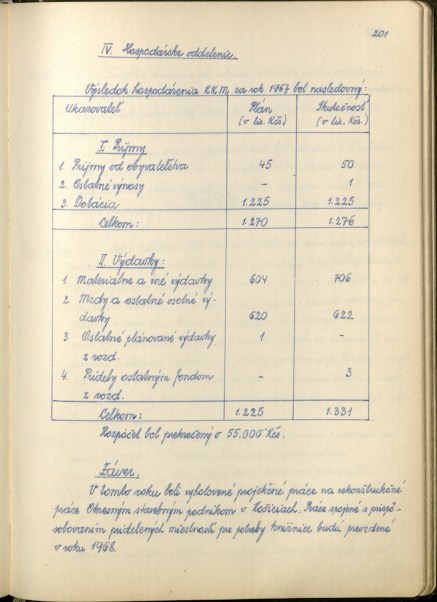 201
IV. Hospodárske oddelenie.
Výsledok hospodárenia KKM, za rok 1967 bol nasledovný:
Ukazovateľ Plán Skutočnosť
(v tis. Kčs.) (v tis. Kčs.)
I. Príjmy
1. Príjmy od obyvateľstva 45 50
2. Ostatné výnosy - 1
3. Dotácia 1.225 1.225
Celkom: 1.270 1.276
II. Výdavky:
1 Materiálne a iné výdavky 604 706
2. Mzdy a ostatné osobné vý-
davky 620 622
3 Ostatné plánované výdavky 1 -
z rozd.
4. Prídely ostatným fondom - 3
z rozd.
Celkom: 1.225 1.331
Rozpočet bol prekročený o 55.000 Kčs.
Záver.
V tomto roku boli vyhotovené projekčné práce na rekonštrukčné
práce Okresným stavebným podnikom v Košiciach. Práce spojené s prispô-
sobovaním pridelených miestností pre potreby knižnice budú prevedené
v roku 1968.